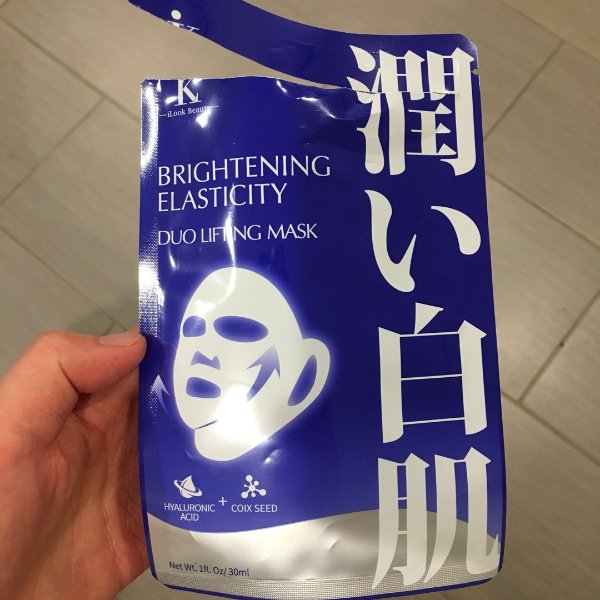 K
iLook Beauty
BRIGHTENING
ELASTICITY
DUO LIFTING MASK
潤い白肌
HYALURONIC
ACID
+
COIX SEED
Net Wt. 1fl. Oz/ 30ml